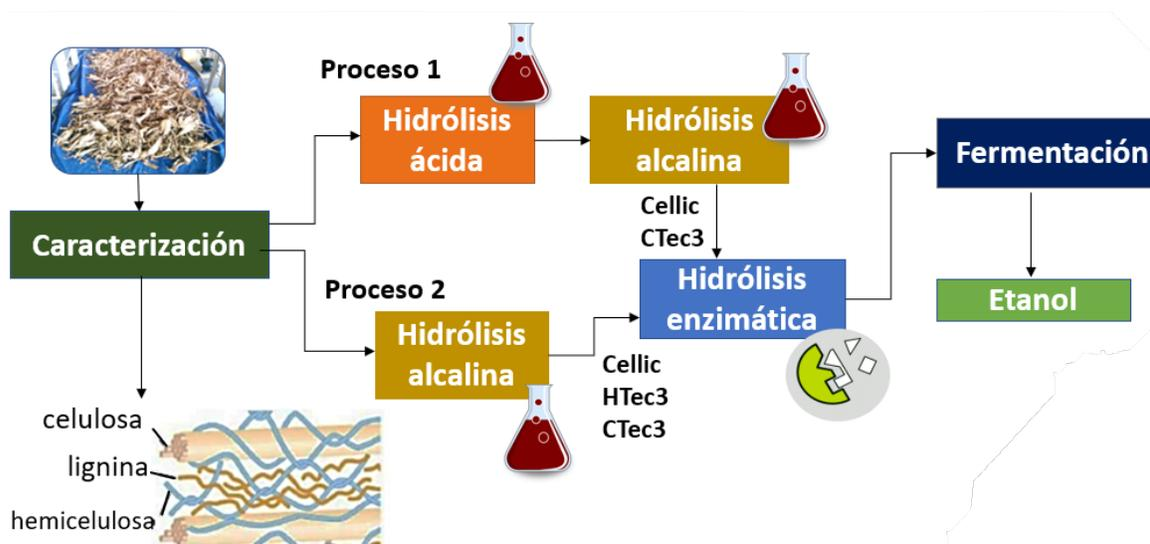 Proceso 1
Hidrólisis
ácida
Hidrólisis
alcalina
Fermentación
Cellic
CTec3
Caracterización
Hidrólisis
enzimática
Etanol
Proceso 2
Hidrólisis
alcalina
Cellic
HTec3
CTec3
celulosa
lignina
hemicelulosa